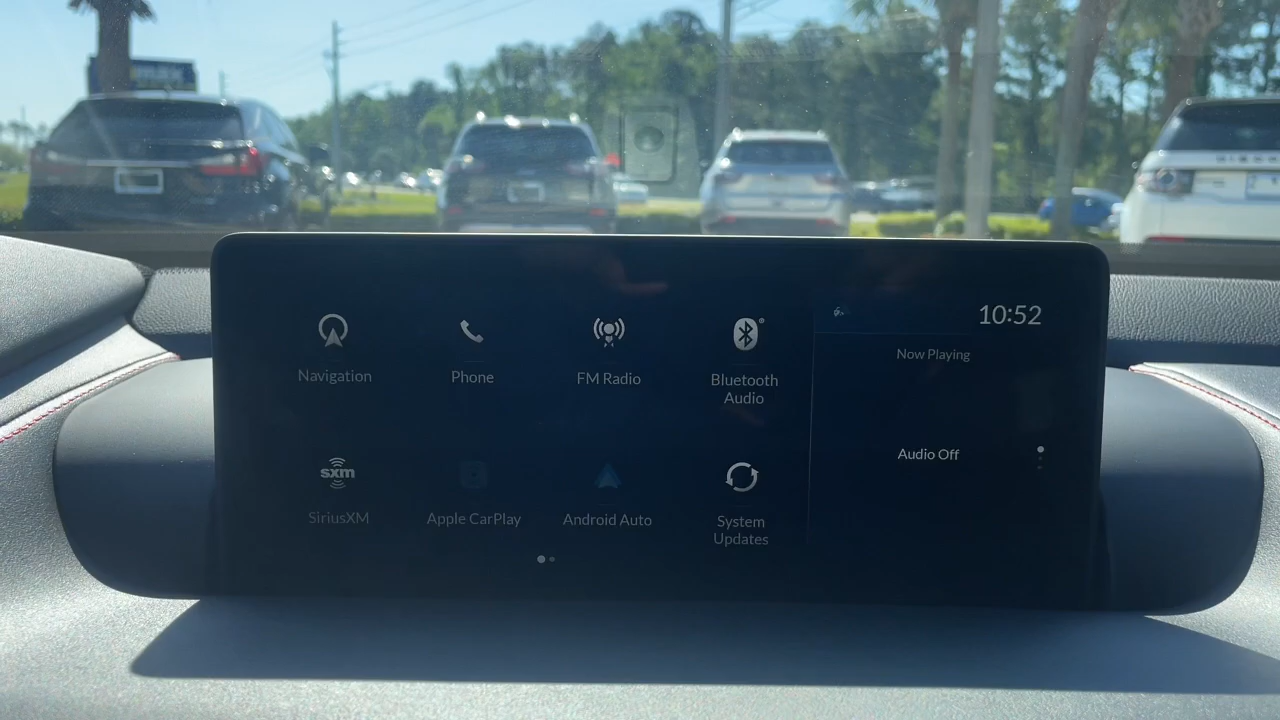 10:52
Navigation
Phone
FM Radio
Bluetooth
Audio
Now Playing
Audio Off
sxm
SiriusXM
Apple CarPlay
Android Auto
System
Updates